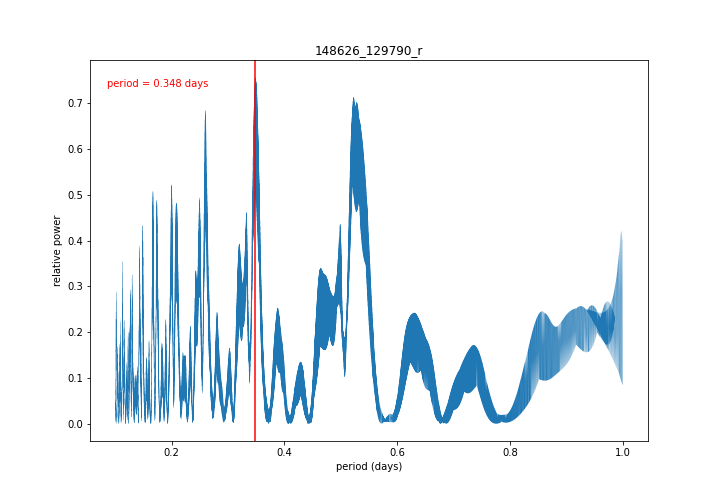 148626_129790_r
period = 0.348 days
relative power
0.7
0.6
0.5
0.4
0.3
0.2
0.1
0.0
0.2 0.4 0.6 0.8 1.0
period (days)